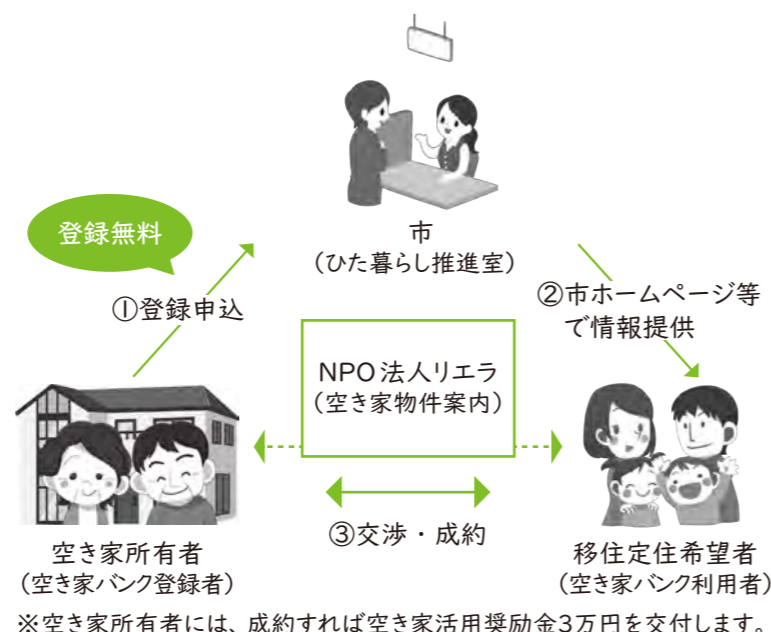 市
（ひた暮らし推進室）
登録無料
①登録申込
②市ホームページ等
で情報提供
NPO法人リエラ
（空き家物件案内）
③交渉・成約
空き家所有者
（空き家バンク登録者）
移住定住希望者
（空き家バンク利用者）
※空き家所有者には、成約すれば空き家活用奨励金3万円を交付します。